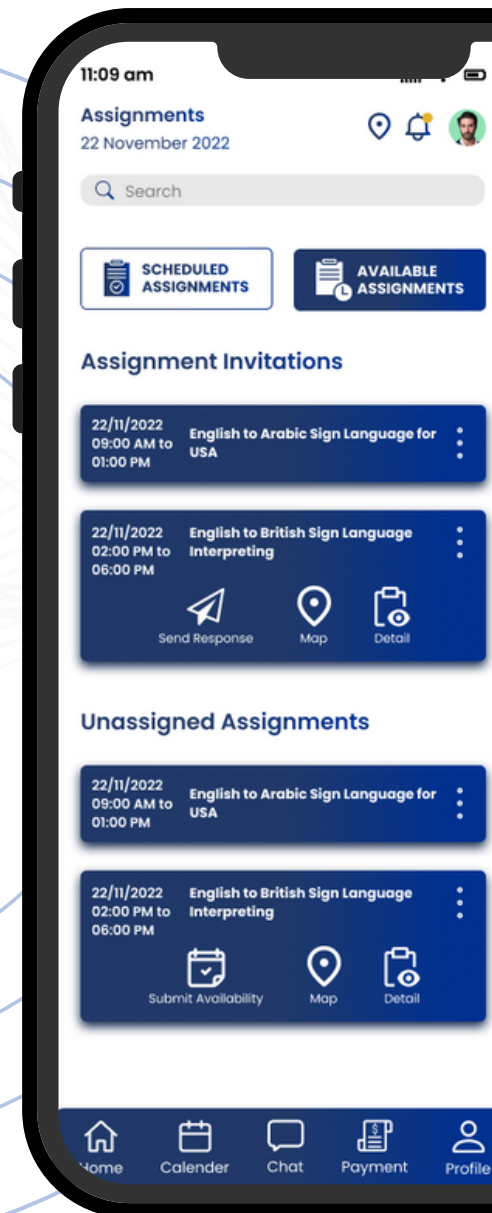 11:09 am
Assignments
22 November 2022
Search
SCHEDULED
ASSIGNMENTS
AVAILABLE
ASSIGNMENTS
Assignment Invitations
22/11/2022
09:00 AM to
01:00 PM
English to Arabic Sign Language for
USA
22/11/2022
02:00 PM to
06:00 PM
English to British Sign Language
Interpreting
Send Response
Map
Detail
Unassigned Assignments
22/11/2022
09:00 AM to
01:00 PM
English to Arabic Sign Language for
USA
22/11/2022
02:00 PM to
06:00 PM
English to British Sign Language
Interpreting
Submit Availability
Map
Detail
Home
Calender
Chat
Payment
Profile